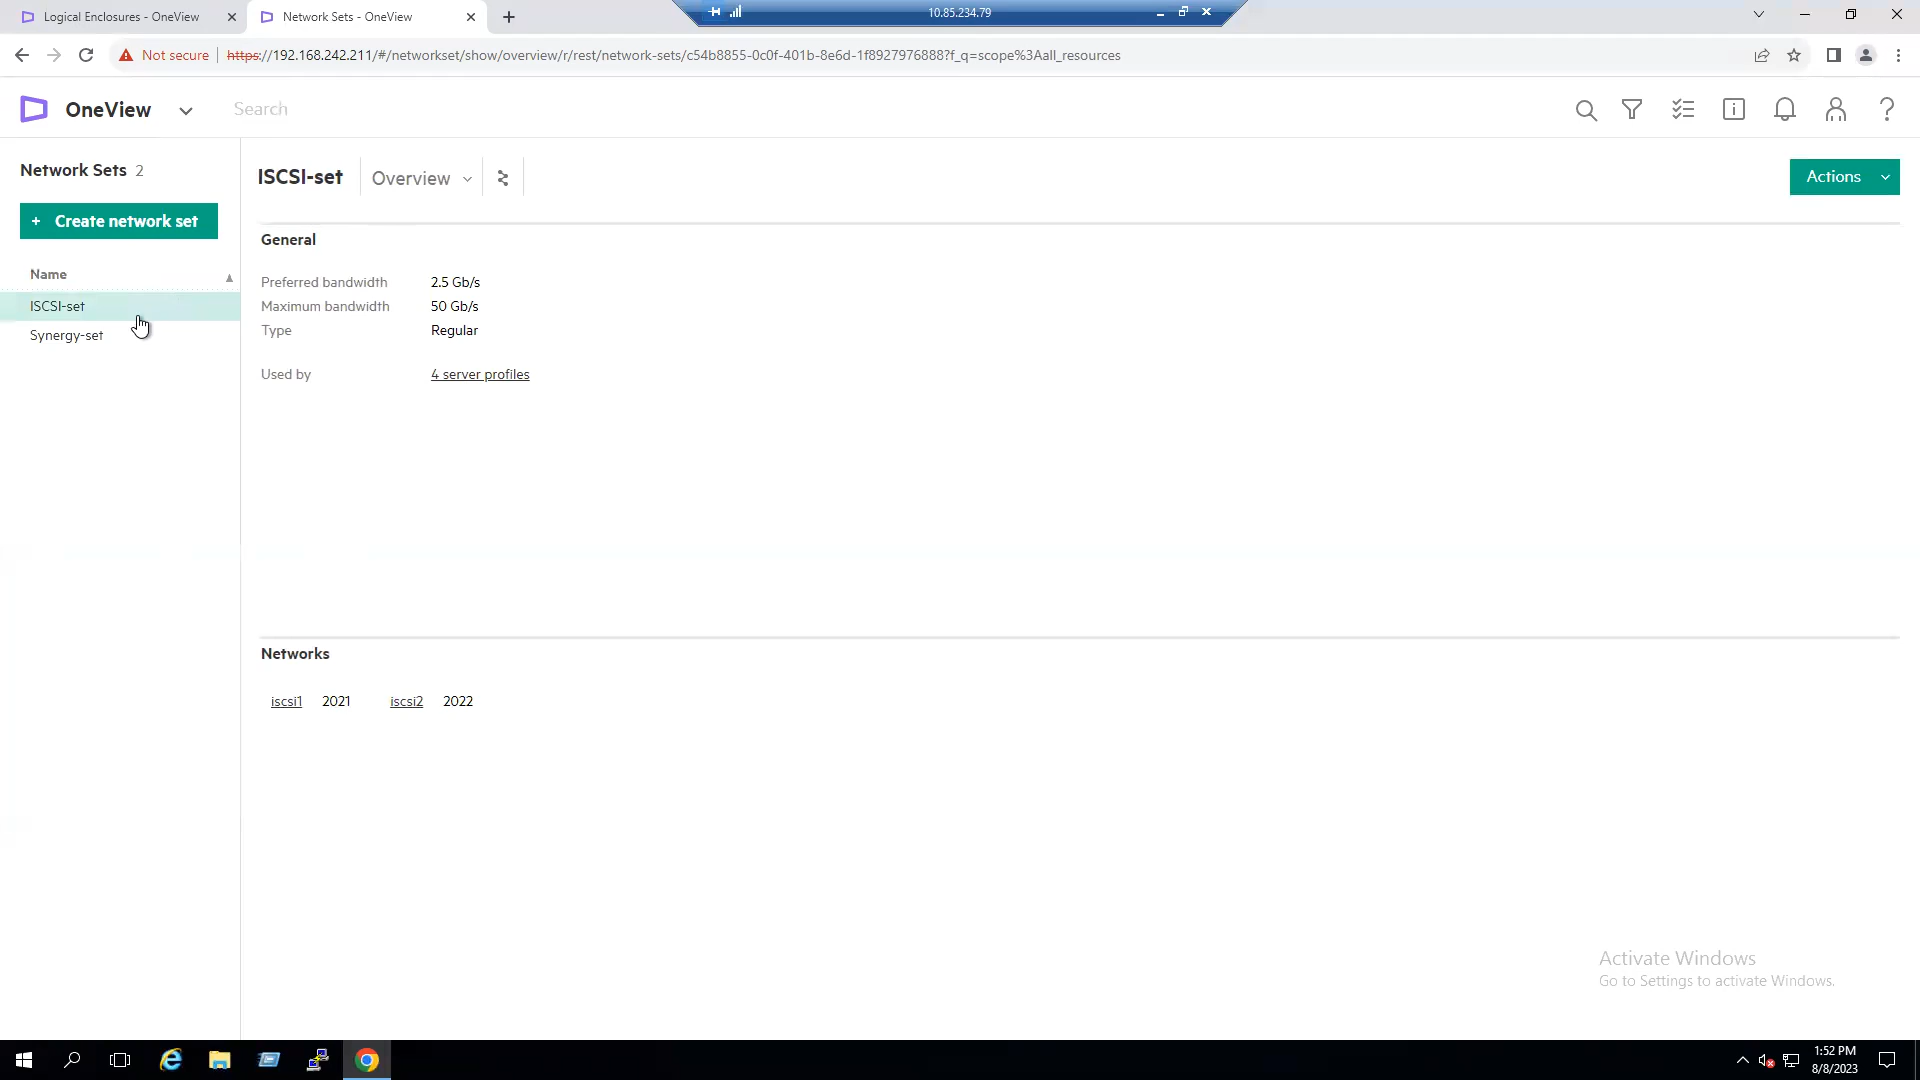 Logical Enclosures - OneView
Network Sets - OneView
10.85.234.79
Not secure
https://192.168.242.211/#/networkset/show/overview/r/rest/network-sets/c54b8855-0c0f-401b-8e6d-1f8927976888?f_q=scope%3Aall_resources
OneView
Search
Network Sets 2
+ Create network set
Name
ISCSI-set
Synergy-set
ISCSI-set
Overview
Actions
General
Preferred bandwidth 2.5 Gb/s
Maximum bandwidth 50 Gb/s
Type Regular
Used by 4 server profiles
Networks
iscsi1 2021 iscsi2 2022
Activate Windows
Go to Settings to activate Windows.
1:52 PM
8/8/2023